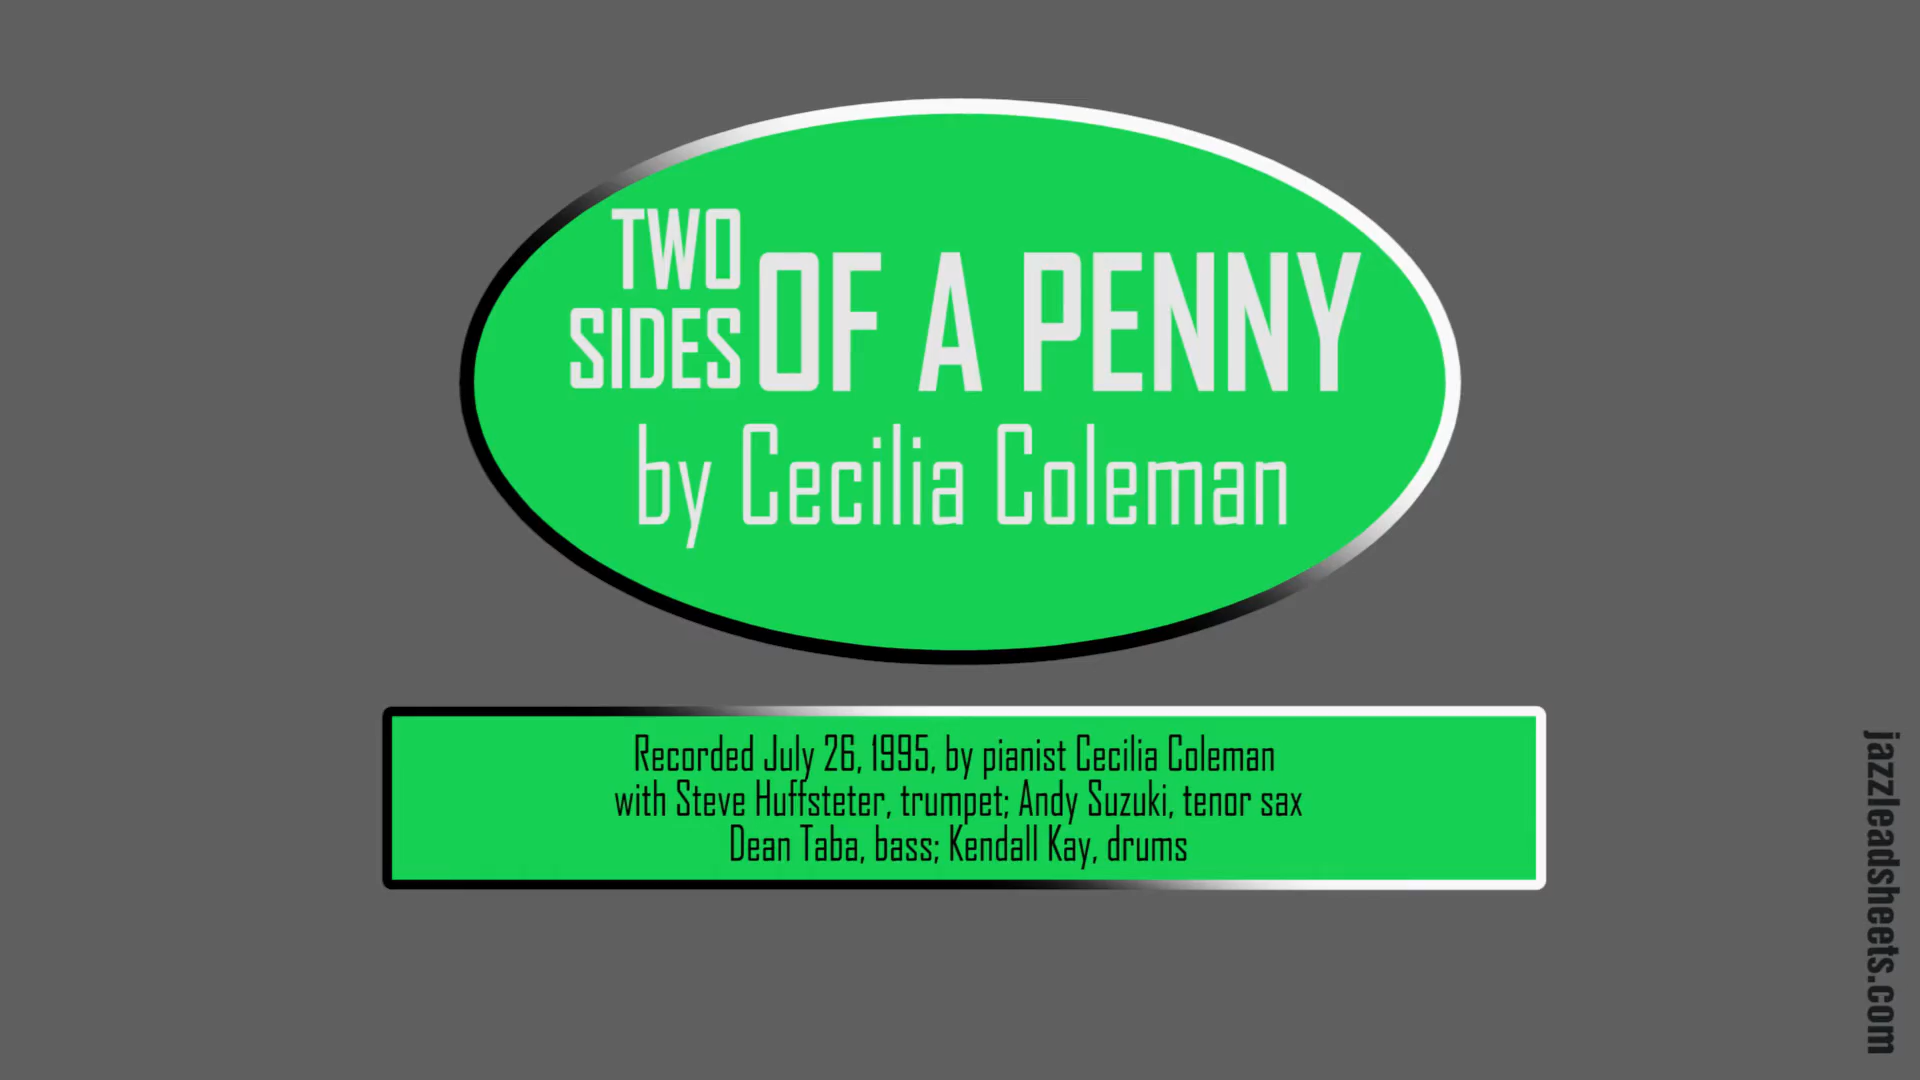 TWO
SIDES OF A PENNY
by Cecilia Coleman
Recorded July 26, 1995, by pianist Cecilia Coleman
with Steve Huffsteter, trumpet; Andy Suzuki, tenor sax
Dean Taba, bass; Kendall Kay, drums
jazzleadsheets.com